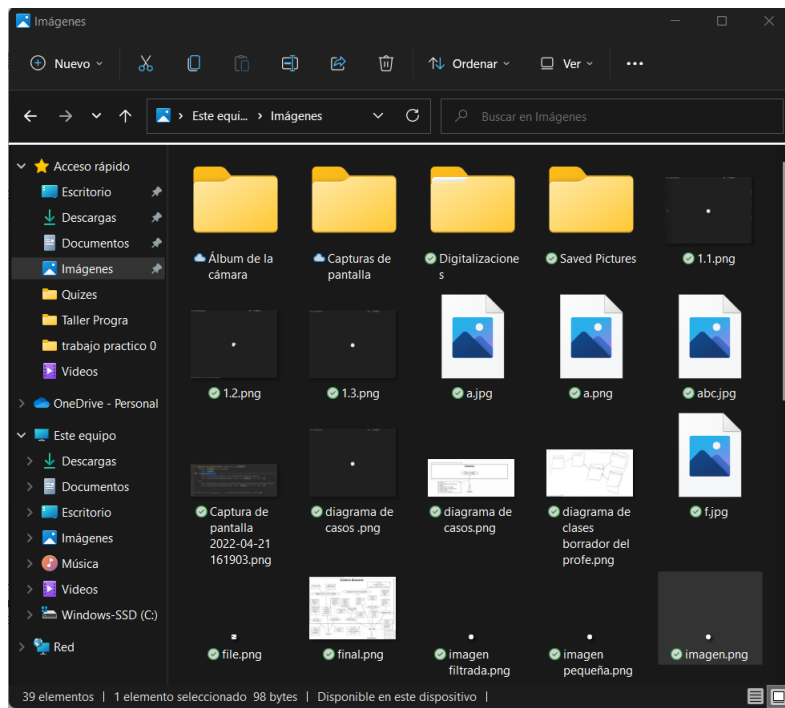 Imágenes
Nuevo
Ordenar
Ver
Este equi... > Imágenes
Buscar en Imágenes
Acceso rápido
Escritorio
Descargas
Documentos
Imágenes
Quizes
Taller Progra
trabajo practico 0
Videos
OneDrive - Personal
Este equipo
Descargas
Documentos
Escritorio
Imágenes
Música
Videos
Windows-SSD (C:)
Red
Álbum de la
cámara
Capturas de
pantalla
Digitalizacione
s
Saved Pictures
1.1.png
1.2.png
1.3.png
a.jpg
a.png
abc.jpg
Captura de
pantalla
2022-04-21
161903.png
diagrama de
casos .png
diagrama de
casos.png
diagrama de
clases
borrador del
profe.png
f.jpg
file.png
final.png
imagen
filtrada.png
imagen
pequeña.png
imagen.png
39 elementos | 1 elemento seleccionado 98 bytes | Disponible en este dispositivo |